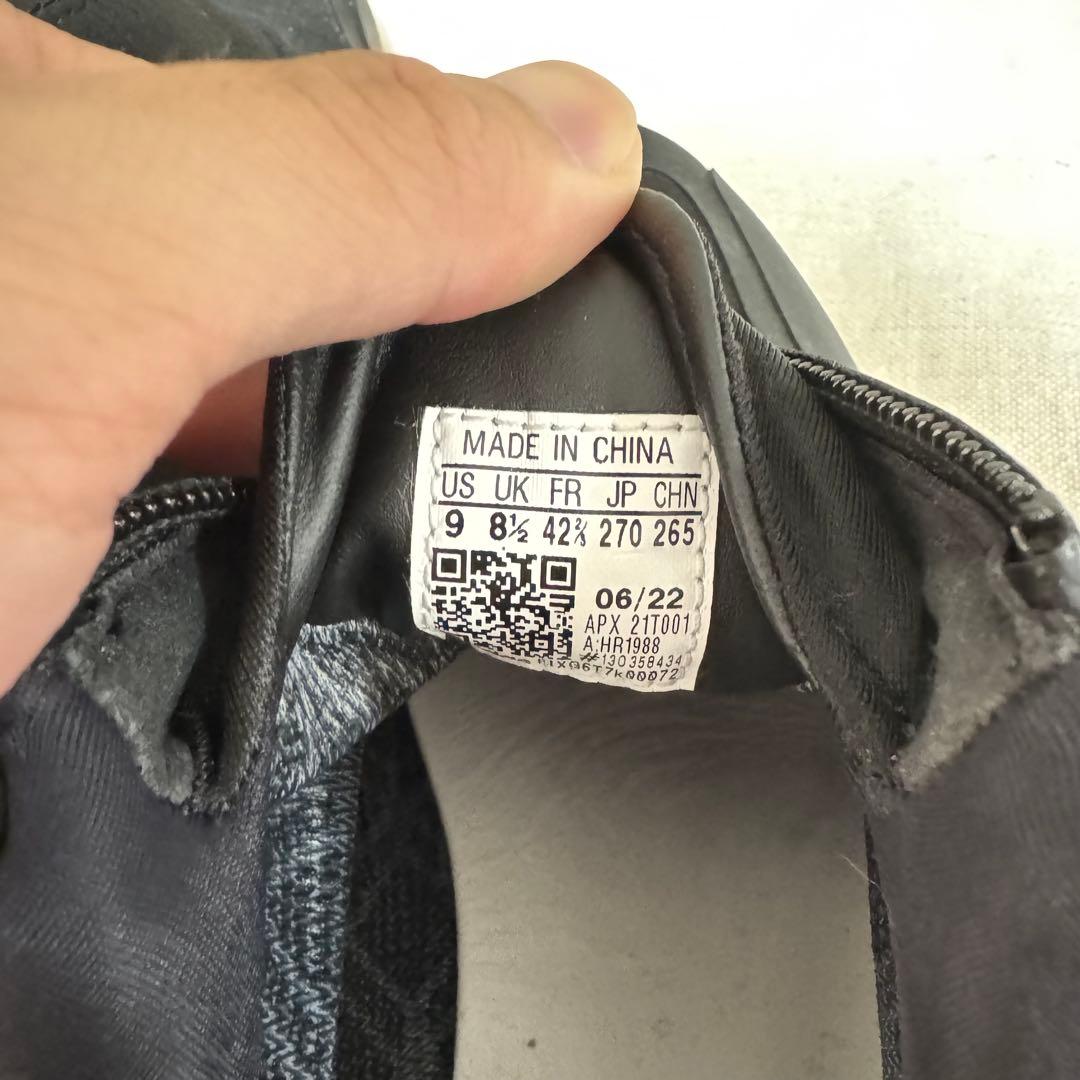 MADE IN CHINA
US UK FR JP CHN
9 8½ 42⅔ 270 265
06/22
APX 21T001
A:HR1988
#130358434